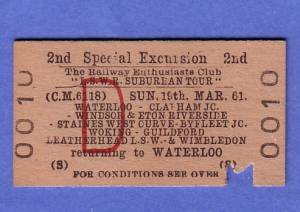 2nd Special Excursion 2nd
The Railway Enthusiasts Club
"L.S.W.R. SUBURBAN TOUR"
(C.M.6118) SUN. 19th. MAR. 61.
WATERLOO - CLAPHAM JC.
- WINDSOR & ETON RIVERSIDE
- STAINES WEST CURVE-BYFLEET JC.
WOKING - GUILDFORD
LEATHERHEAD L.S.W. & WIMBLEDON
returning to WATERLOO
(S) (S)
FOR CONDITIONS SEE OVER
0010
0010
D